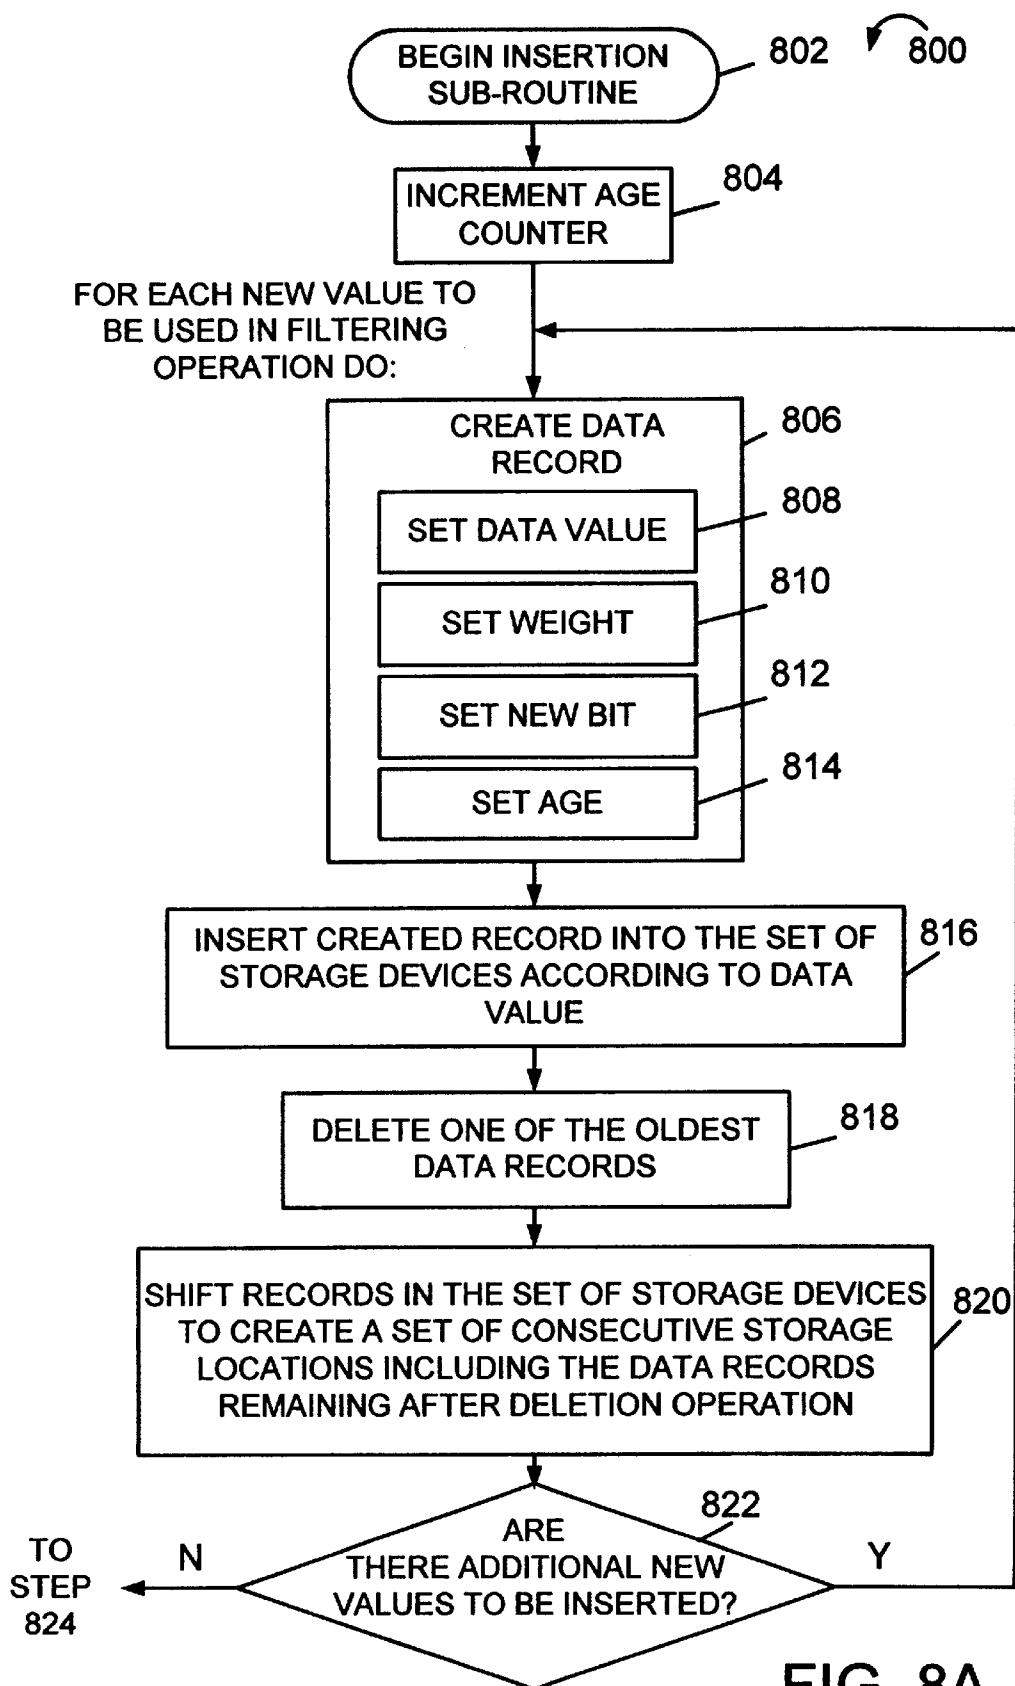 BEGIN INSERTION
SUB-ROUTINE
802
800
INCREMENT AGE
COUNTER
804
FOR EACH NEW VALUE TO
BE USED IN FILTERING
OPERATION DO:
CREATE DATA
RECORD
806
SET DATA VALUE
808
SET WEIGHT
810
SET NEW BIT
812
SET AGE
814
INSERT CREATED RECORD INTO THE SET OF
STORAGE DEVICES ACCORDING TO DATA
VALUE
816
DELETE ONE OF THE OLDEST
DATA RECORDS
818
SHIFT RECORDS IN THE SET OF STORAGE DEVICES
TO CREATE A SET OF CONSECUTIVE STORAGE
LOCATIONS INCLUDING THE DATA RECORDS
REMAINING AFTER DELETION OPERATION
820
ARE
THERE ADDITIONAL NEW
VALUES TO BE INSERTED?
822
N
Y
TO
STEP
824
FIG. 8A